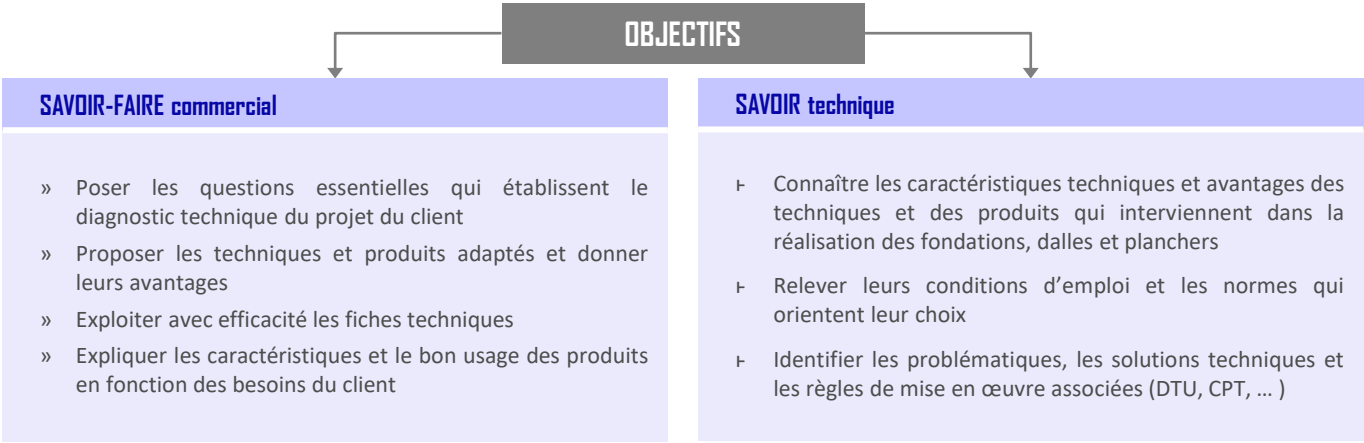 OBJECTIFS
SAVOIR-FAIRE commercial
» Poser les questions essentielles qui établissent le
diagnostic technique du projet du client
» Proposer les techniques et produits adaptés et donner
leurs avantages
» Exploiter avec efficacité les fiches techniques
» Expliquer les caractéristiques et le bon usage des produits
en fonction des besoins du client
SAVOIR technique
⊦ Connaître les caractéristiques techniques et avantages des
techniques et des produits qui interviennent dans la
réalisation des fondations, dalles et planchers
⊦ Relever leurs conditions d’emploi et les normes qui
orientent leur choix
⊦ Identifier les problématiques, les solutions techniques et
les règles de mise en œuvre associées (DTU, CPT, … )